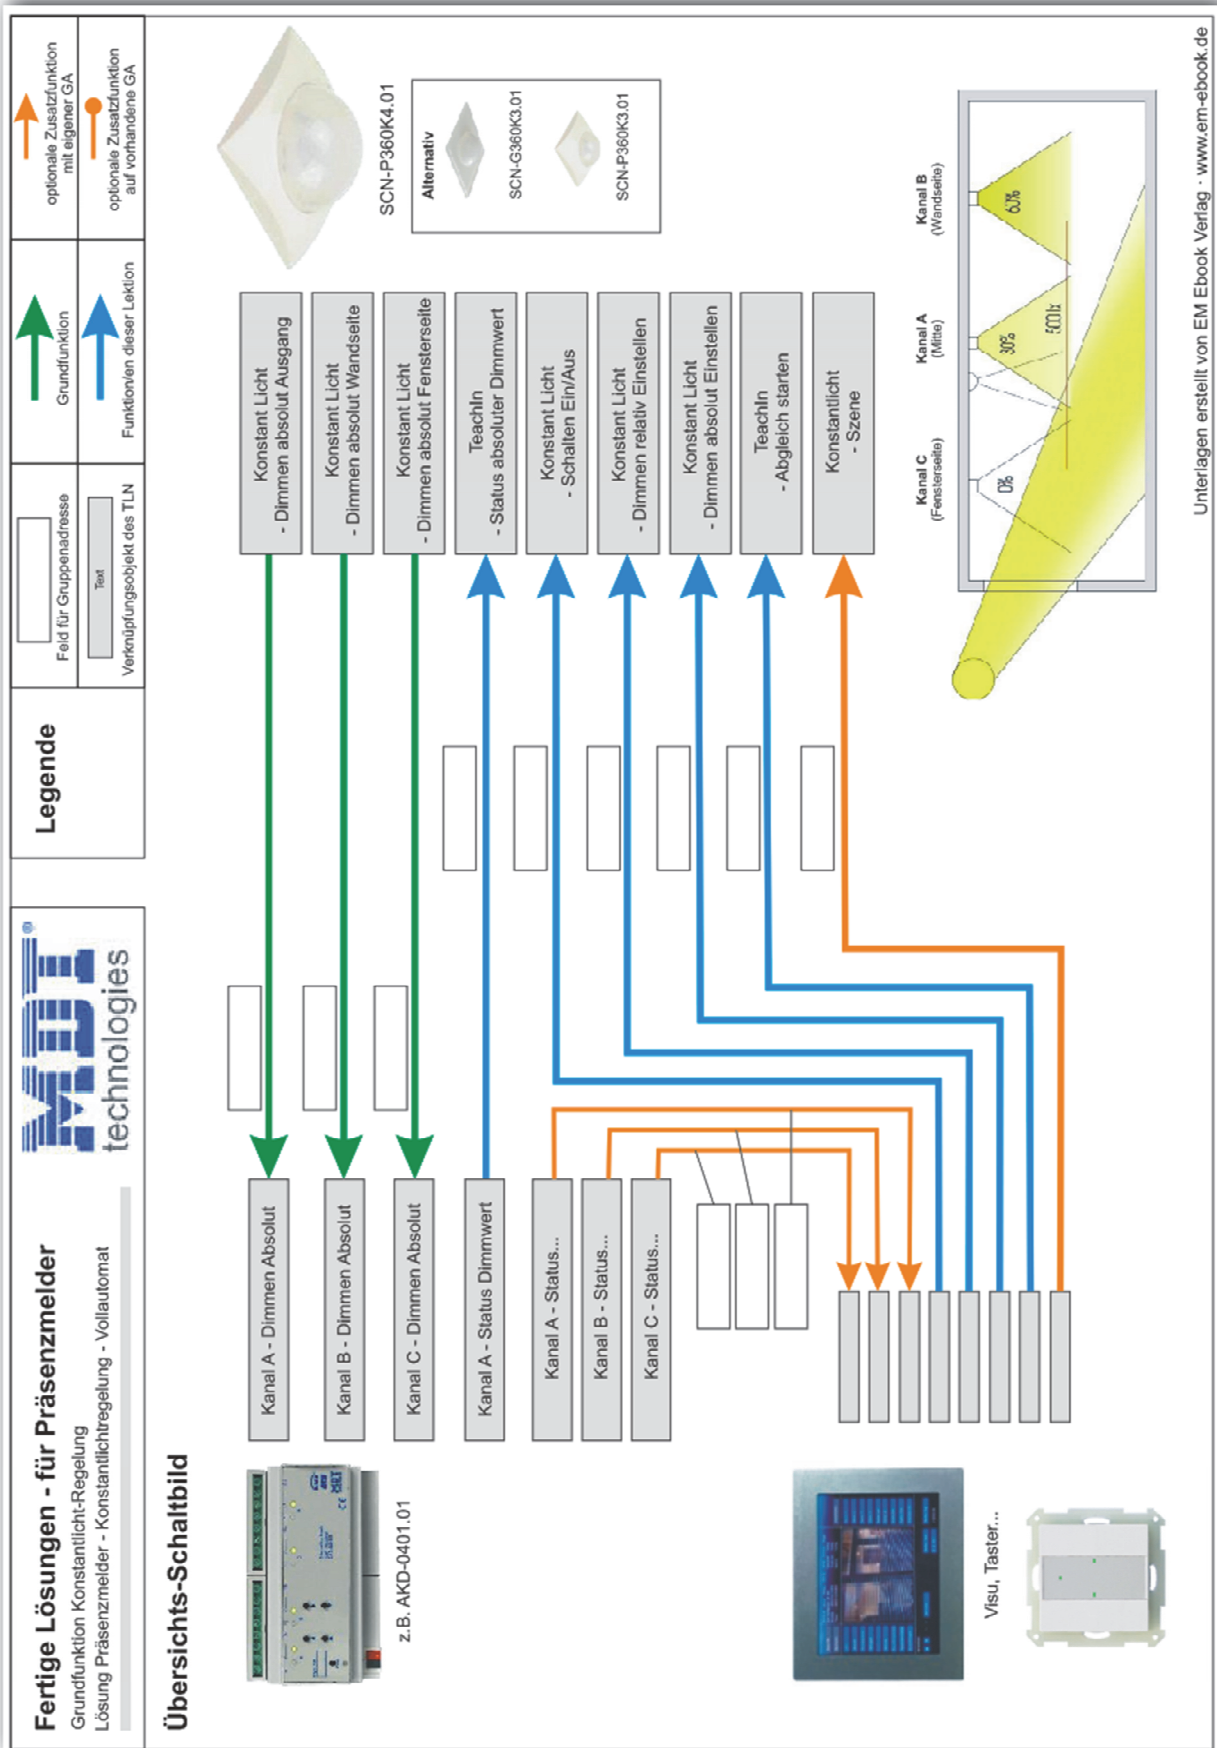 Fertige Lösungen - für Präsenzmelder
Grundfunktion Konstantlicht-Regelung
Lösung Präsenzmelder - Konstantlichtregelung - Vollautomat
MDT®
technologies
Legende
Feld für Gruppenadresse
Text
Verknüpfungsobjekt des TLN
Grundfunktion
Funktion/en dieser Lektion
optionale Zusatzfunktion
mit eigener GA
optionale Zusatzfunktion
auf vorhandene GA
Übersichts-Schaltbild
z.B. AKD-0401.01
Kanal A - Dimmen Absolut
Kanal B - Dimmen Absolut
Kanal C - Dimmen Absolut
Kanal A - Status Dimmwert
Kanal A - Status...
Kanal B - Status...
Kanal C - Status...
Visu, Taster...
Konstant Licht
- Dimmen absolut Ausgang
Konstant Licht
- Dimmen absolut Wandseite
Konstant Licht
- Dimmen absolut Fensterseite
TeachIn
- Status absoluter Dimmwert
Konstant Licht
- Schalten Ein/Aus
Konstant Licht
- Dimmen relativ Einstellen
Konstant Licht
- Dimmen absolut Einstellen
TeachIn
- Abgleich starten
Konstantlicht
- Szene
SCN-P360K4.01
Alternativ
SCN-G360K3.01
SCN-P360K3.01
Kanal C
(Fensterseite)
Kanal A
(Mitte)
Kanal B
(Wandseite)
0%
30%
60%
500lx
Unterlagen erstellt von EM Ebook Verlag · www.em-ebook.de